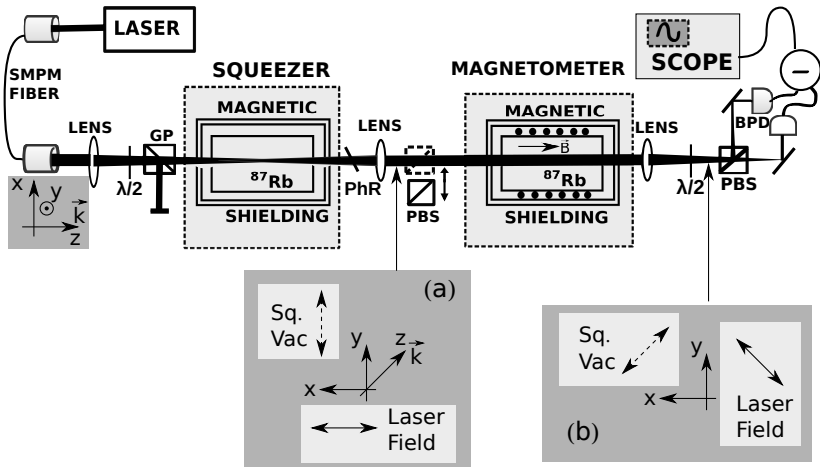 LASER
SMPM
FIBER
LENS
λ/2
GP
SQUEEZER
MAGNETIC
⁸⁷Rb
SHIELDING
PhR
LENS
PBS
MAGNETOMETER
MAGNETIC
B⃗
⁸⁷Rb
SHIELDING
LENS
λ/2
PBS
BPD
SCOPE
−
x
y
k⃗
z
(a)
Sq.
Vac
y
z
k⃗
x
Laser
Field
(b)
Sq.
Vac
y
x
Laser
Field